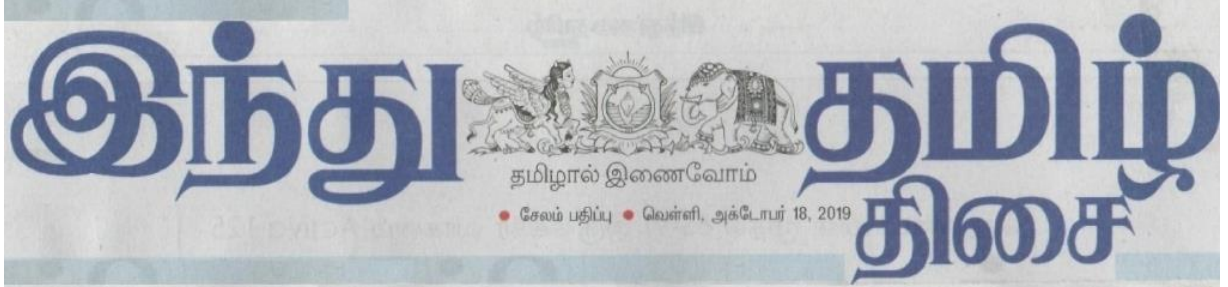 இந்து தமிழ்
திசை
தமிழால் இணைவோம்
• சேலம் பதிப்பு • வெள்ளி, அக்டோபர் 18, 2019